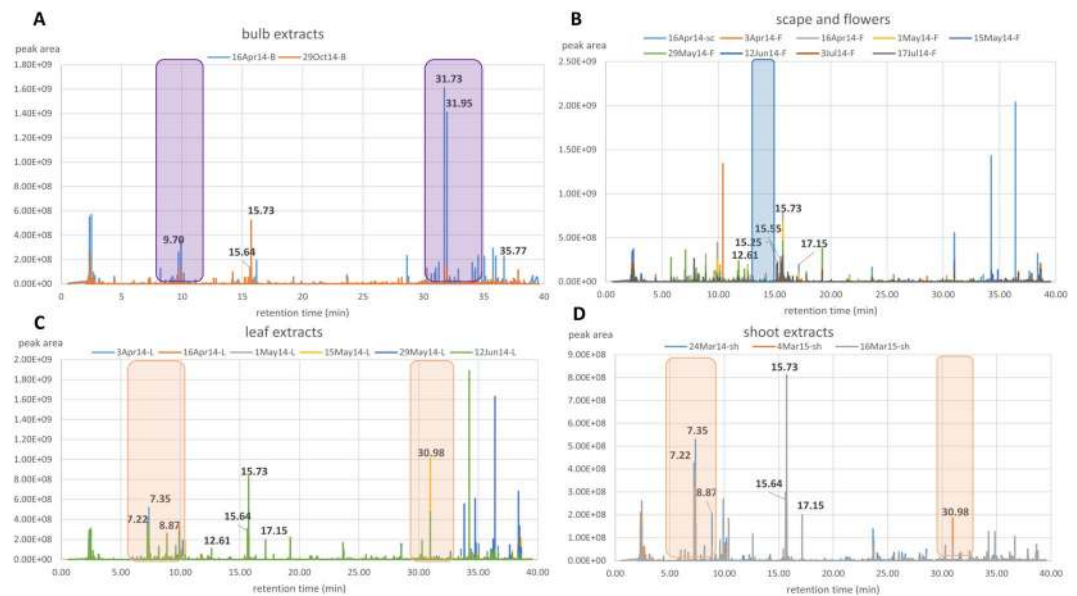 A
bulb extracts
peak area
16Apr14-B 29Oct14-B
1.80E+09
1.60E+09
1.40E+09
1.20E+09
1.00E+09
8.00E+08
6.00E+08
4.00E+08
2.00E+08
0.00E+00
31.73
31.95
9.70
15.73
15.64
35.77
0.0 5.0 10.0 15.0 20.0 25.0 30.0 35.0 40.0
retention time (min)
B
scape and flowers
peak area
16Apr14-sc 3Apr14-F 16Apr14-F 1May14-F 15May14-F
29May14-F 12Jun14-F 3Jul14-F 17Jul14-F
2.50E+09
2.00E+09
1.50E+09
1.00E+09
5.00E+08
0.00E+00
15.73
15.55
15.25
12.61
17.15
0.00 5.00 10.00 15.00 20.00 25.00 30.00 35.00 40.00
retention time (min)
C
leaf extracts
peak area
3Apr14-L 16Apr14-L 1May14-L 15May14-L 29May14-L 12Jun14-L
2.00E+09
1.80E+09
1.60E+09
1.40E+09
1.20E+09
1.00E+09
8.00E+08
6.00E+08
4.00E+08
2.00E+08
0.00E+00
30.98
15.73
7.35
7.22
8.87
15.64
12.61
17.15
0.00 5.00 10.00 15.00 20.00 25.00 30.00 35.00 40.00
retention time (min)
D
shoot extracts
peak area
24Mar14-sh 4Mar15-sh 16Mar15-sh
9.00E+08
8.00E+08
7.00E+08
6.00E+08
5.00E+08
4.00E+08
3.00E+08
2.00E+08
1.00E+08
0.00E+00
15.73
7.35
7.22
8.87
15.64
17.15
30.98
0.00 5.00 10.00 15.00 20.00 25.00 30.00 35.00 40.00
retention time (min)